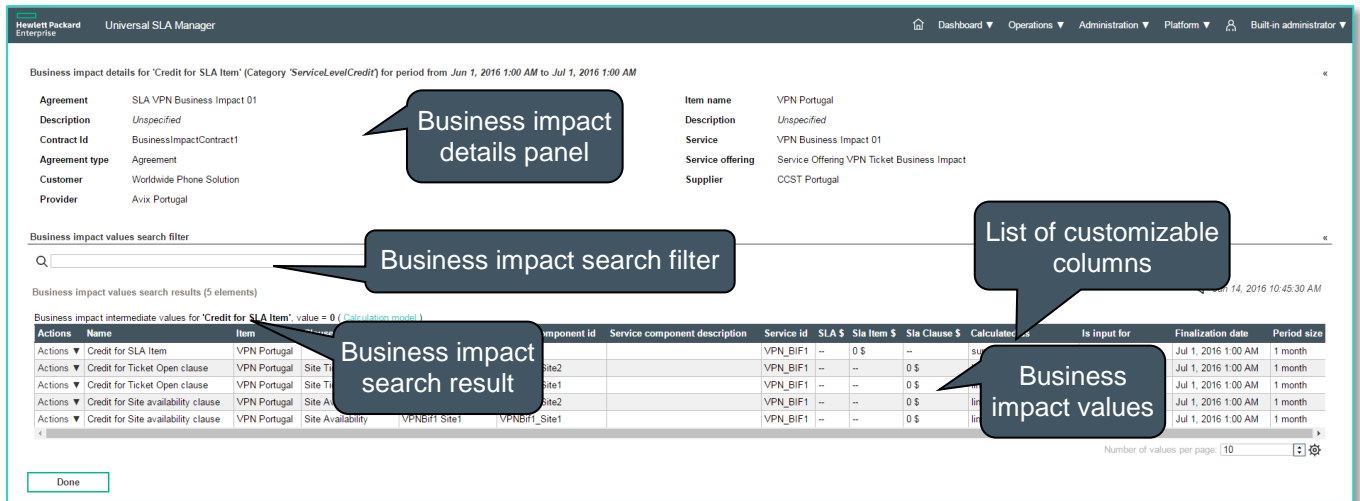 Hewlett Packard
Enterprise
Universal SLA Manager
Dashboard ▼ Operations ▼ Administration ▼ Platform ▼ Built-in administrator ▼
Business impact details for 'Credit for SLA Item' (Category 'ServiceLevelCredit') for period from Jun 1, 2016 1:00 AM to Jul 1, 2016 1:00 AM «
Agreement SLA VPN Business Impact 01 Item name VPN Portugal
Description Unspecified Description Unspecified
Contract Id BusinessImpactContract1 Service VPN Business Impact 01
Agreement type Agreement Service offering Service Offering VPN Ticket Business Impact
Customer Worldwide Phone Solution Supplier CCST Portugal
Provider Avix Portugal
Business impact
details panel
Business impact values search filter «
Business impact search filter
List of customizable
columns
Business impact values search results (5 elements) 14, 2016 10:45:30 AM
Business impact intermediate values for 'Credit for SLA Item', value = 0 ( Calculation model )
Actions Name Item component id Service component description Service id SLA $ Sla Item $ Sla Clause $ Is input for Finalization date Period size
Actions ▼ Credit for SLA Item VPN Portugal VPN_BIF1 -- 0 $ -- Jul 1, 2016 1:00 AM 1 month
Actions ▼ Credit for Ticket Open clause VPN Portugal Site Site2 VPN_BIF1 -- -- 0 $ Jul 1, 2016 1:00 AM 1 month
Actions ▼ Credit for Ticket Open clause VPN Portugal Site Site1 VPN_BIF1 -- -- 0 $ Jul 1, 2016 1:00 AM 1 month
Actions ▼ Credit for Site availability clause VPN Portugal Site Site2 VPN_BIF1 -- -- 0 $ Jul 1, 2016 1:00 AM 1 month
Actions ▼ Credit for Site availability clause VPN Portugal Site Availability VPNBif1 Site1 VPNBif1_Site1 VPN_BIF1 -- -- 0 $ Jul 1, 2016 1:00 AM 1 month
Business impact
search result
Business
impact values
Number of values per page: 10
Done